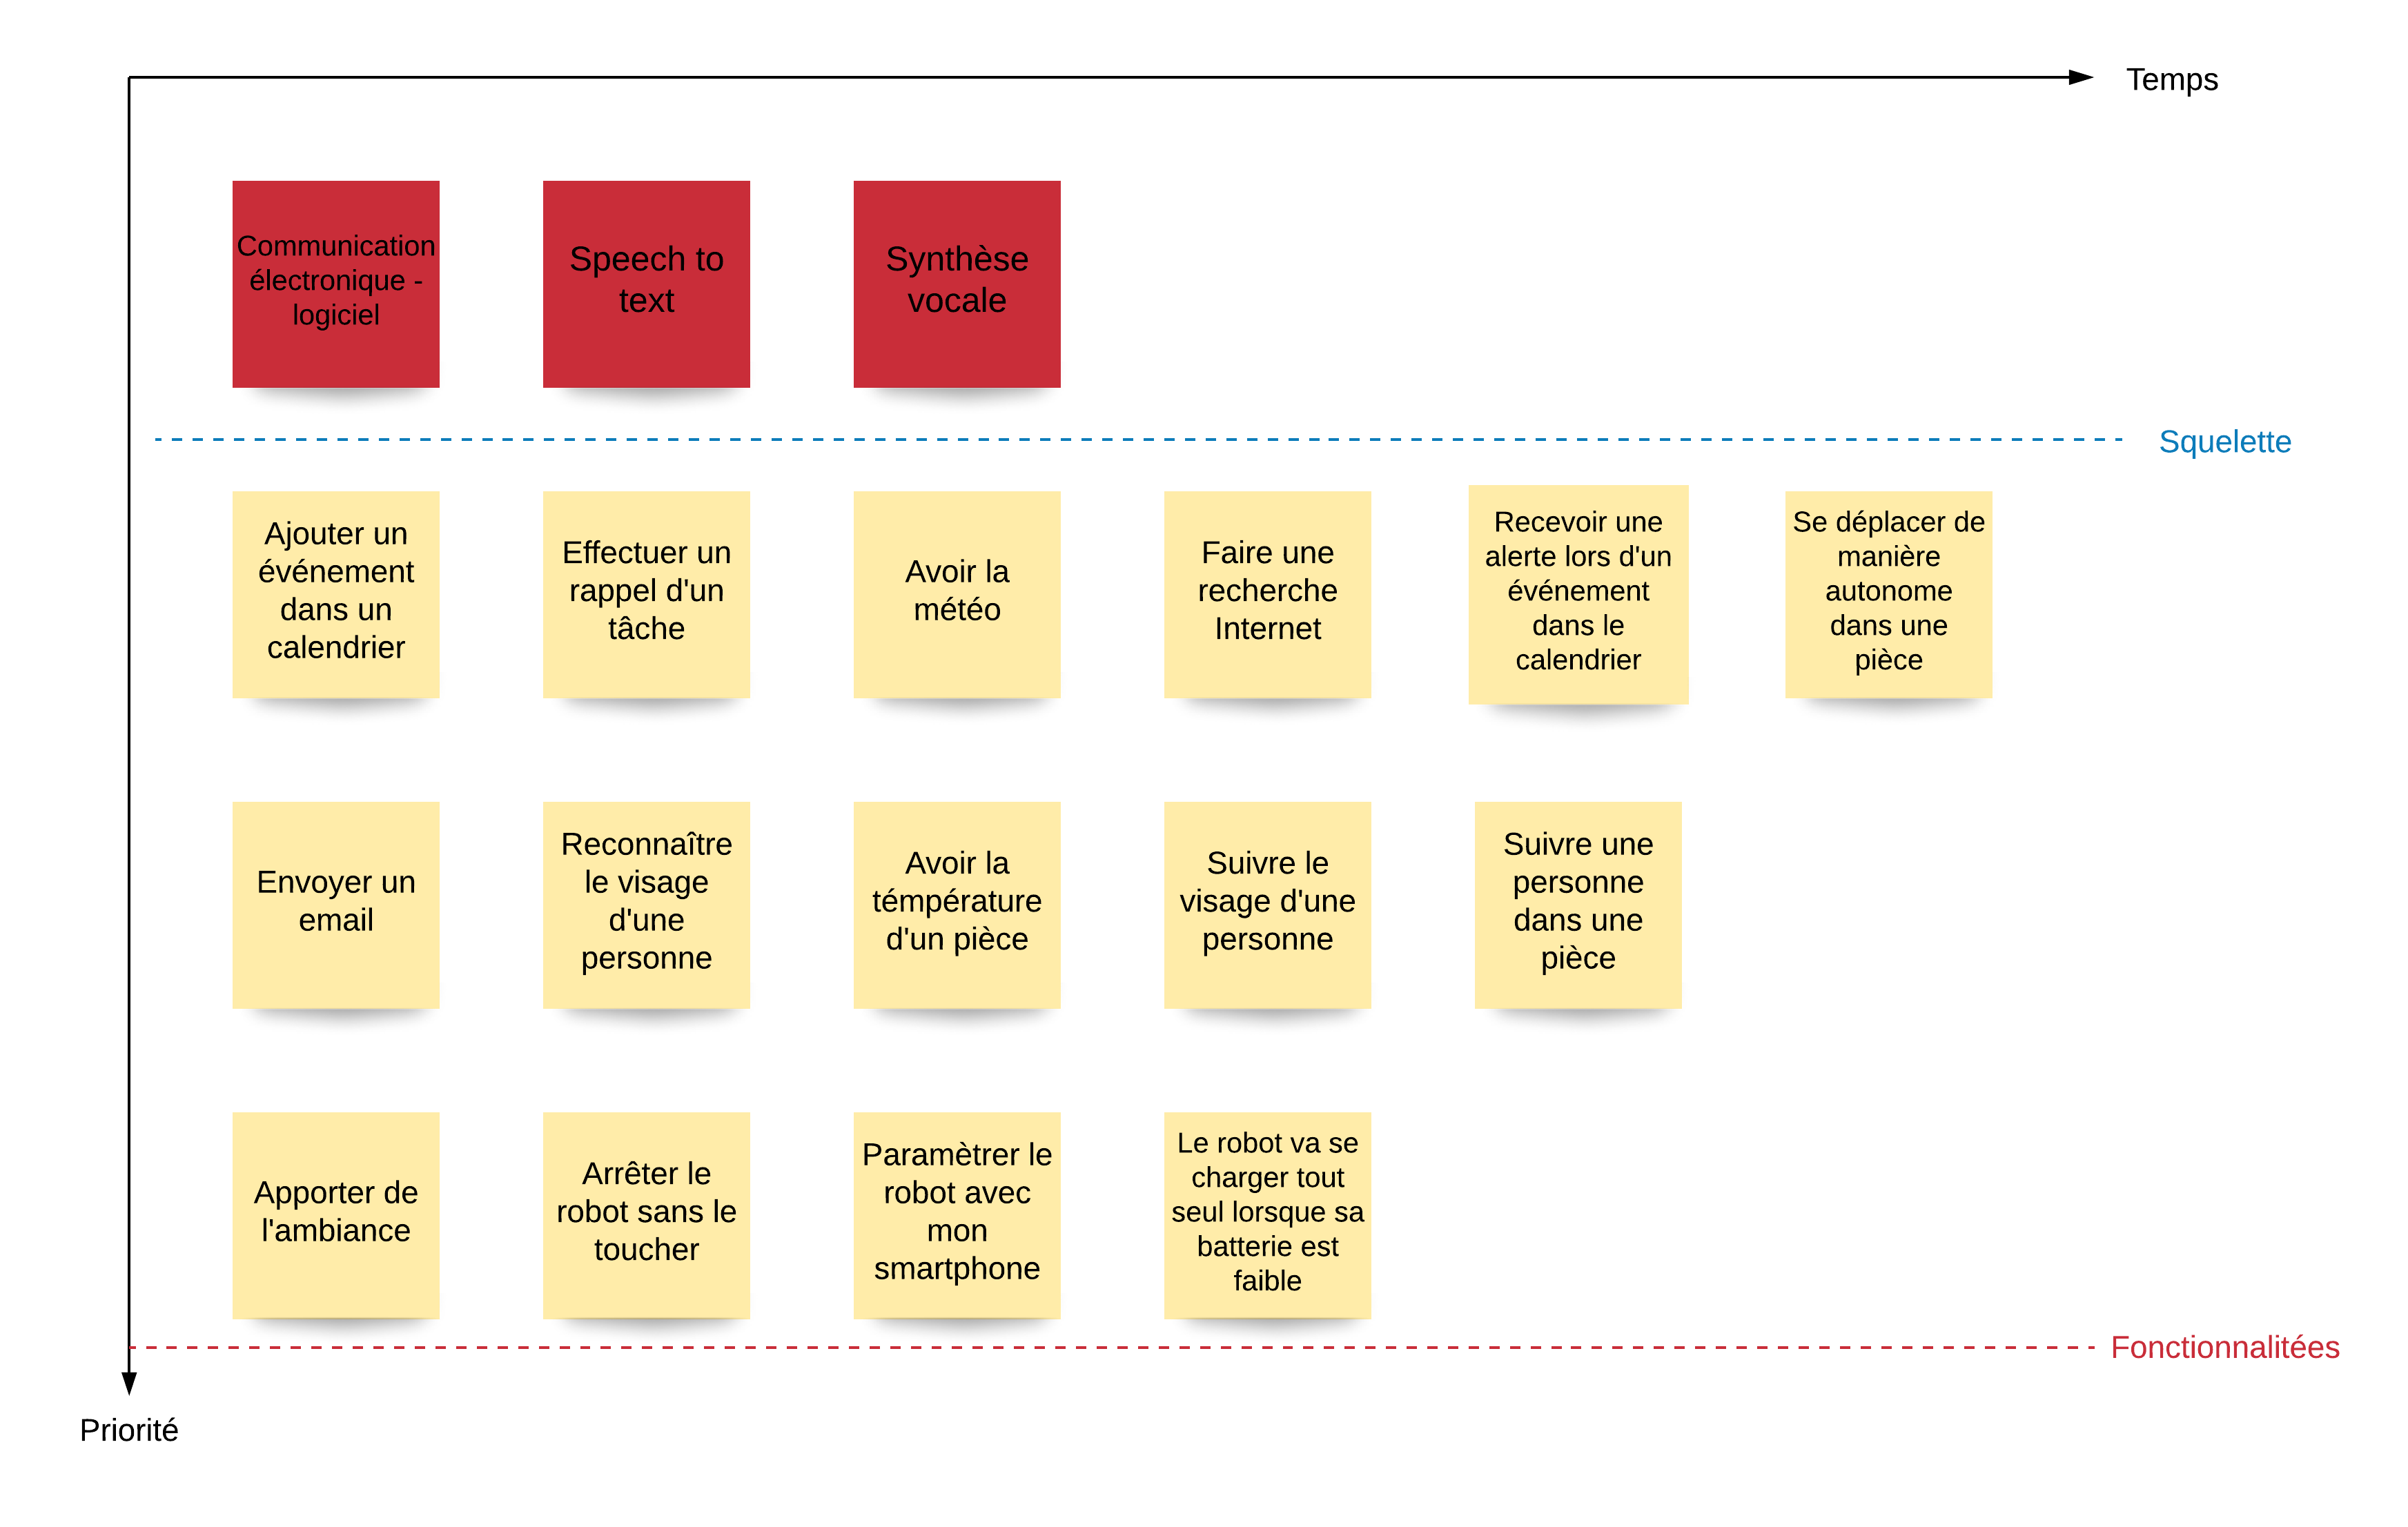 Temps
Communication
électronique -
logiciel
Speech to
text
Synthèse
vocale
Squelette
Ajouter un
événement
dans un
calendrier
Effectuer un
rappel d'un
tâche
Avoir la
météo
Faire une
recherche
Internet
Recevoir une
alerte lors d'un
événement
dans le
calendrier
Se déplacer de
manière
autonome
dans une
pièce
Envoyer un
email
Reconnaître
le visage
d'une
personne
Avoir la
témpérature
d'un pièce
Suivre le
visage d'une
personne
Suivre une
personne
dans une
pièce
Apporter de
l'ambiance
Arrêter le
robot sans le
toucher
Paramètrer le
robot avec
mon
smartphone
Le robot va se
charger tout
seul lorsque sa
batterie est
faible
Fonctionnalitées
Priorité